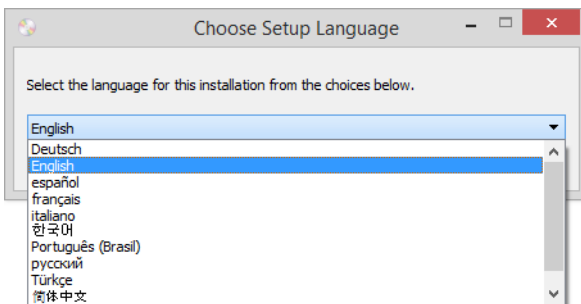 Choose Setup Language
Select the language for this installation from the choices below.
English
Deutsch
English
español
français
italiano
한국어
Português (Brasil)
русский
Türkçe
简体中文